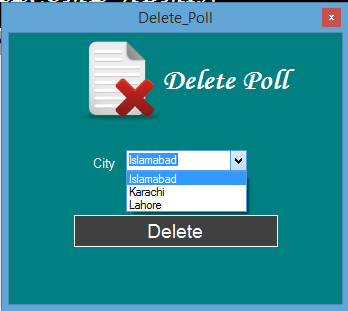 Delete_Poll
x
Delete Poll
City
Islamabad
Islamabad
Karachi
Lahore
Delete